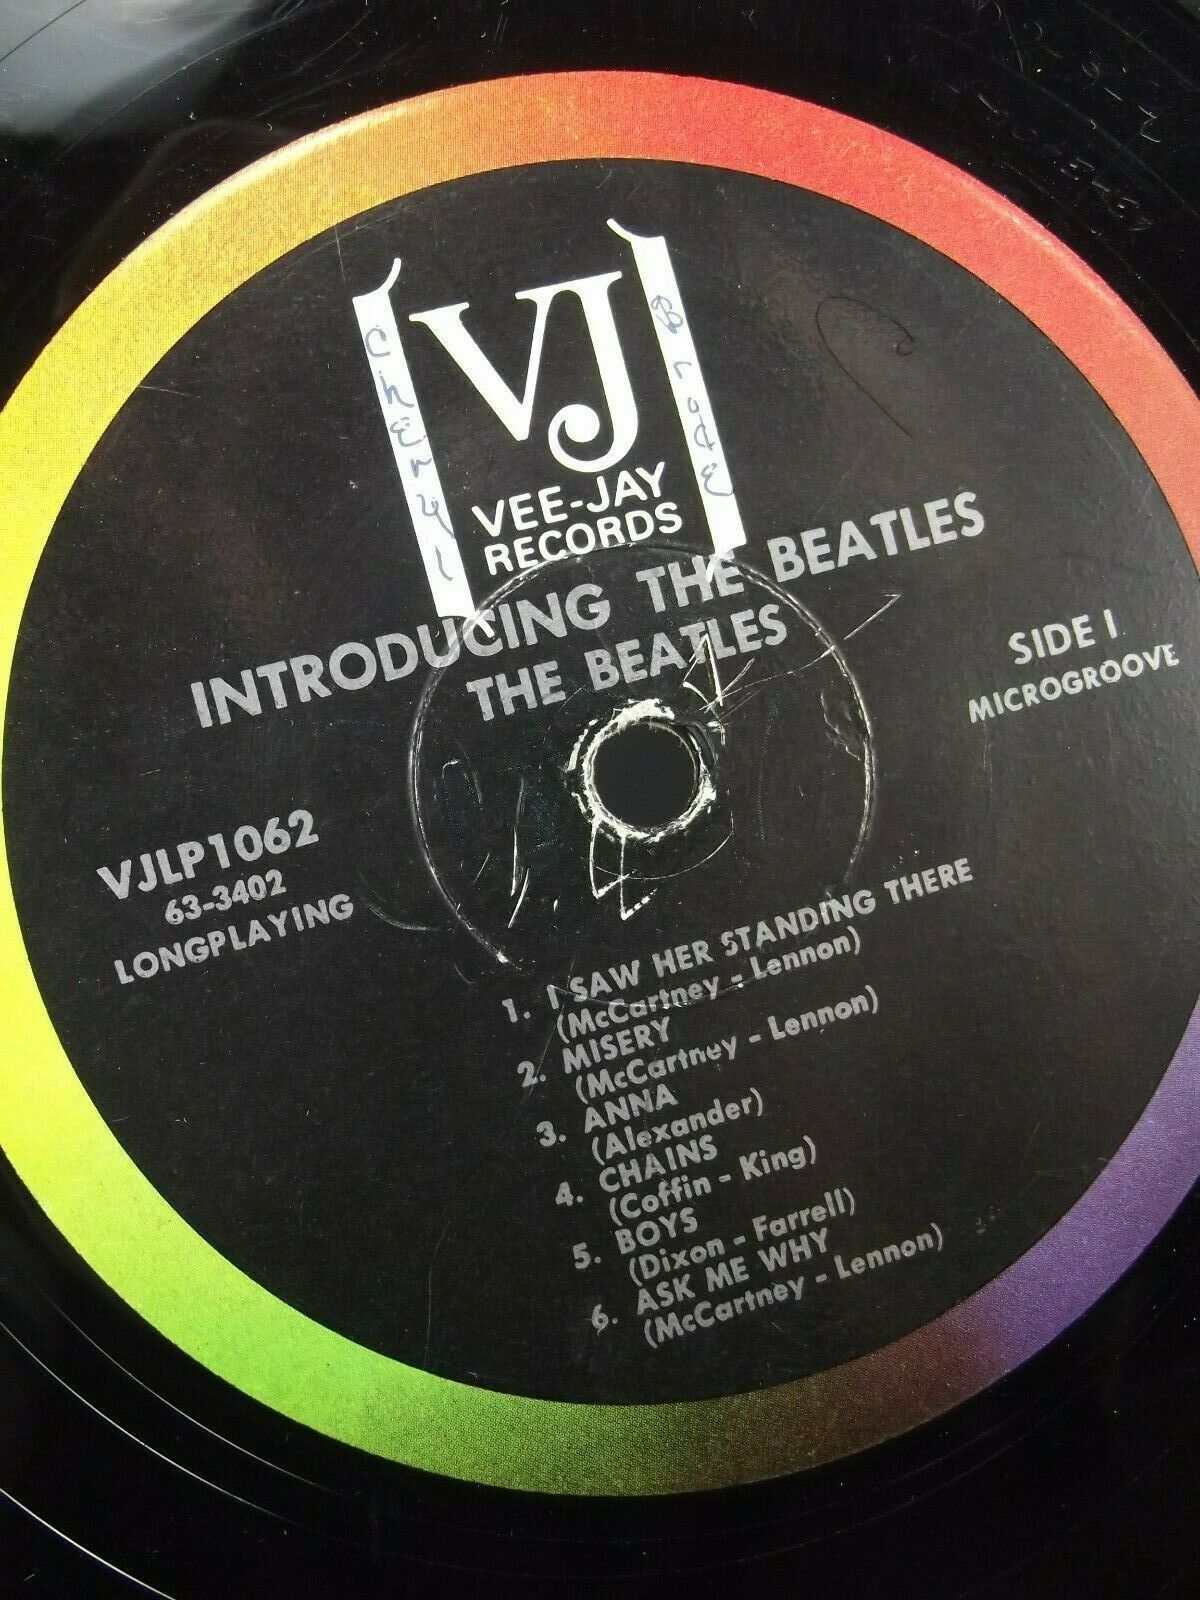 VJ
VEE-JAY
RECORDS
INTRODUCING THE BEATLES
THE BEATLES
SIDE 1
MICROGROOVE
VJLP1062
63-3402
LONGPLAYING
1. I SAW HER STANDING THERE
(McCartney - Lennon)
2. MISERY
(McCartney - Lennon)
3. ANNA
(Alexander)
4. CHAINS
(Coffin - King)
5. BOYS
(Dixon - Farrell)
6. ASK ME WHY
(McCartney - Lennon)